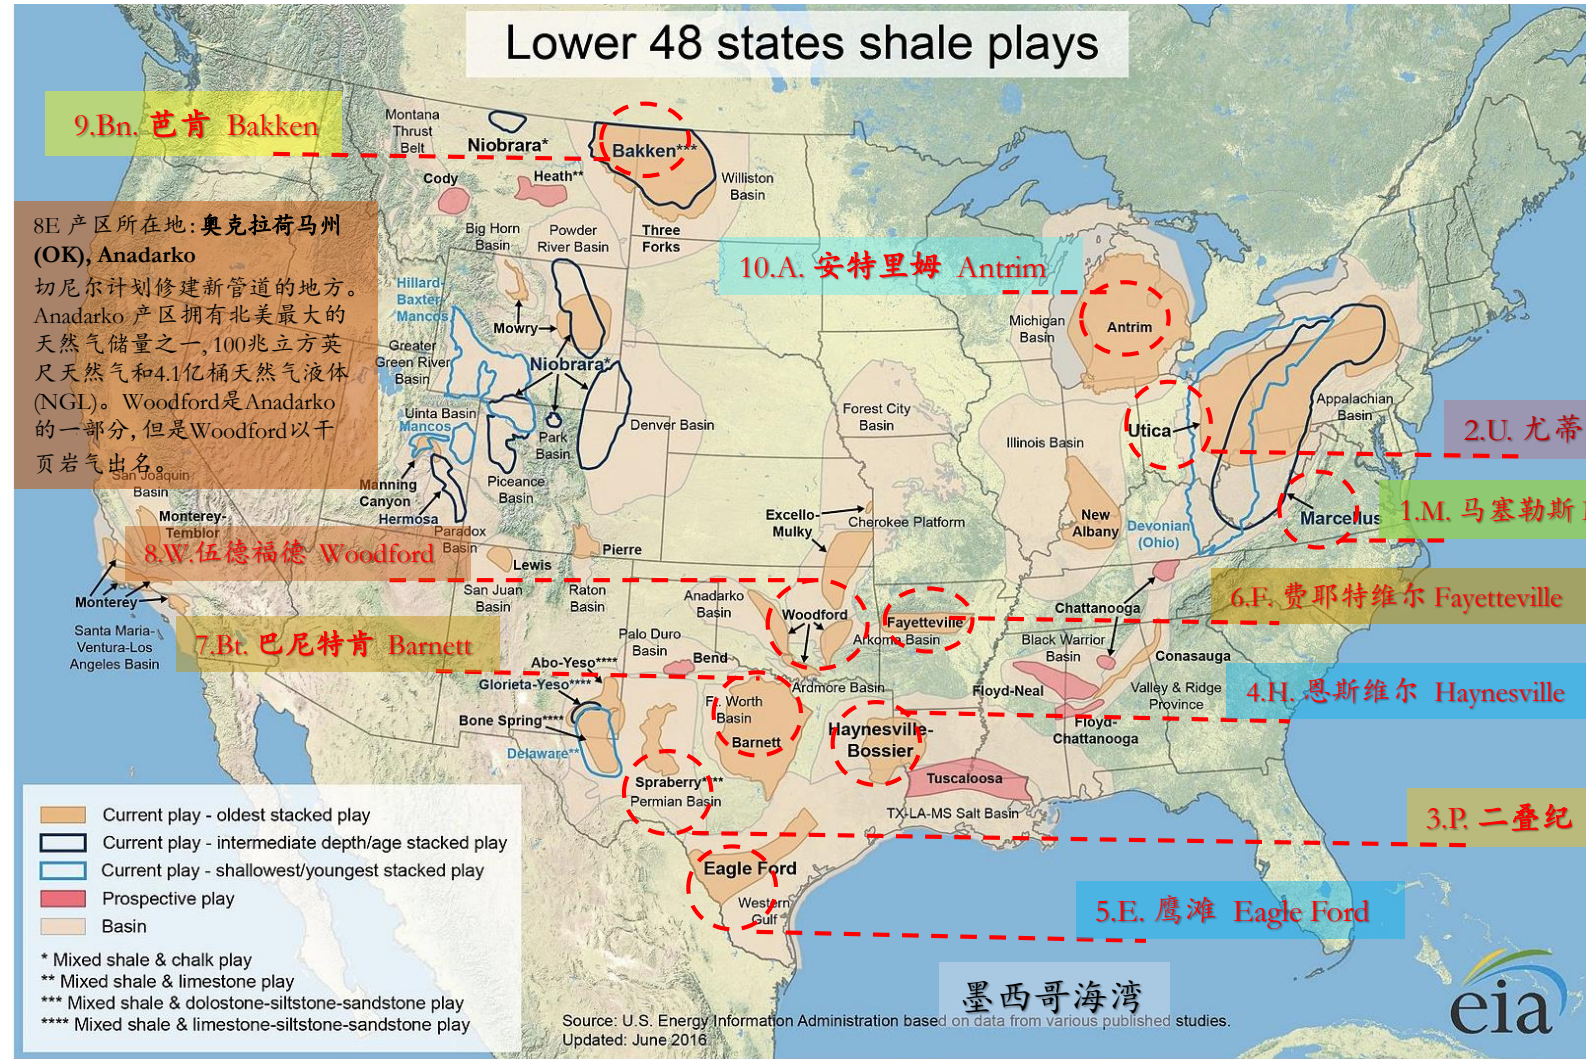 Lower 48 states shale plays
9.Bn. 芭肯 Bakken
Montana
Thrust
Belt
Niobrara*
Bakken***
Cody
Heath**
Williston
Basin
8E 产区所在地：奥克拉荷马州
(OK), Anadarko
切尼尔计划修建新管道的地方。
Anadarko 产区拥有北美最大的
天然气储量之一, 100兆立方英
尺天然气和4.1亿桶天然气液体
(NGL)。Woodford是Anadarko
的一部分, 但是Woodford以干
页岩气出名。
Big Horn
Basin
Powder
River Basin
Three
Forks
10.A. 安特里姆 Antrim
Hillard-
Baxter-
Mancos
Mowry
Michigan
Basin
Antrim
Greater
Green River
Basin
Niobrara*
Uinta Basin
Mancos
Park
Basin
Denver Basin
Forest City
Basin
Illinois Basin
Utica
Appalachian
Basin
2.U. 尤蒂
San Joaquin
Basin
Manning
Canyon
Piceance
Basin
Hermosa
Monterey-
Temblor
Paradox
Basin
Excello-
Mulky
Cherokee Platform
New
Albany
Devonian
(Ohio)
Marcellus
1.M. 马塞勒斯
8.W.伍德福德 Woodford
Lewis
Pierre
Monterey
San Juan
Basin
Raton
Basin
Anadarko
Basin
Woodford
Fayetteville
Arkoma Basin
Chattanooga
6.F. 费耶特维尔 Fayetteville
Santa Maria-
Ventura-Los
Angeles Basin
7.Bt. 巴尼特肯 Barnett
Palo Duro
Basin
Bend
Black Warrior
Basin
Conasauga
Abo-Yeso****
Glorieta-Yeso****
Ardmore Basin
Floyd-Neal
Valley & Ridge
Province
4.H. 恩斯维尔 Haynesville
Bone Spring****
Ft. Worth
Basin
Barnett
Haynesville-
Bossier
Floyd-
Chattanooga
Delaware**
Spraberry****
Permian Basin
Tuscaloosa
TX-LA-MS Salt Basin
3.P. 二叠纪
Eagle Ford
Western
Gulf
5.E. 鹰滩 Eagle Ford
Current play - oldest stacked play
Current play - intermediate depth/age stacked play
Current play - shallowest/youngest stacked play
Prospective play
Basin
* Mixed shale & chalk play
** Mixed shale & limestone play
*** Mixed shale & dolostone-siltstone-sandstone play
**** Mixed shale & limestone-siltstone-sandstone play
墨西哥海湾
Source: U.S. Energy Information Administration based on data from various published studies.
Updated: June 2016
eia